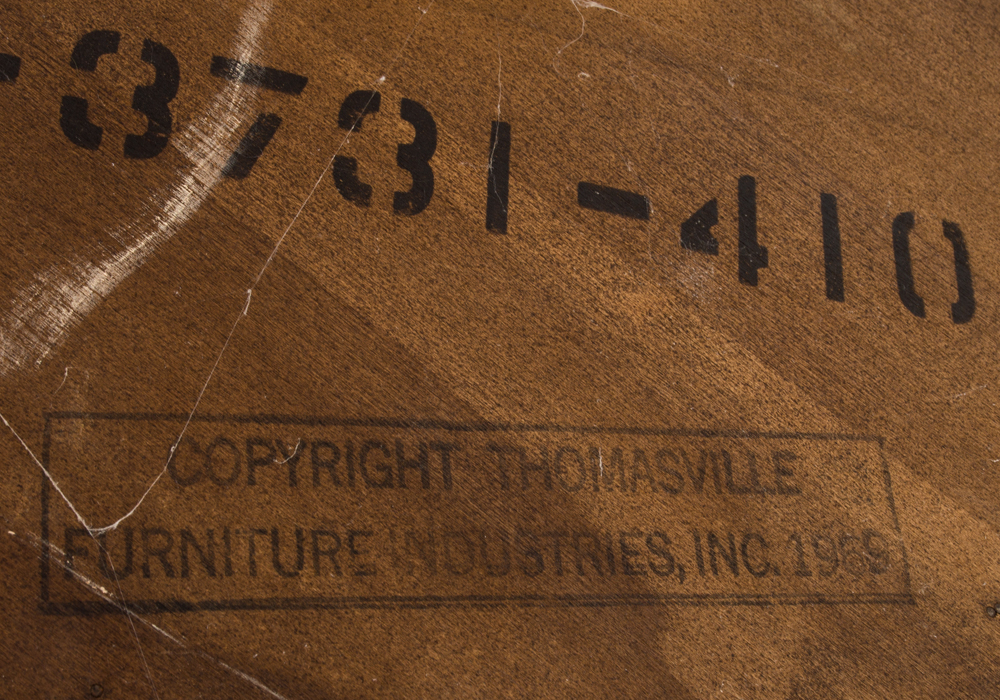 -3731-410
COPYRIGHT THOMASVILLE
FURNITURE INDUSTRIES, INC. 1969